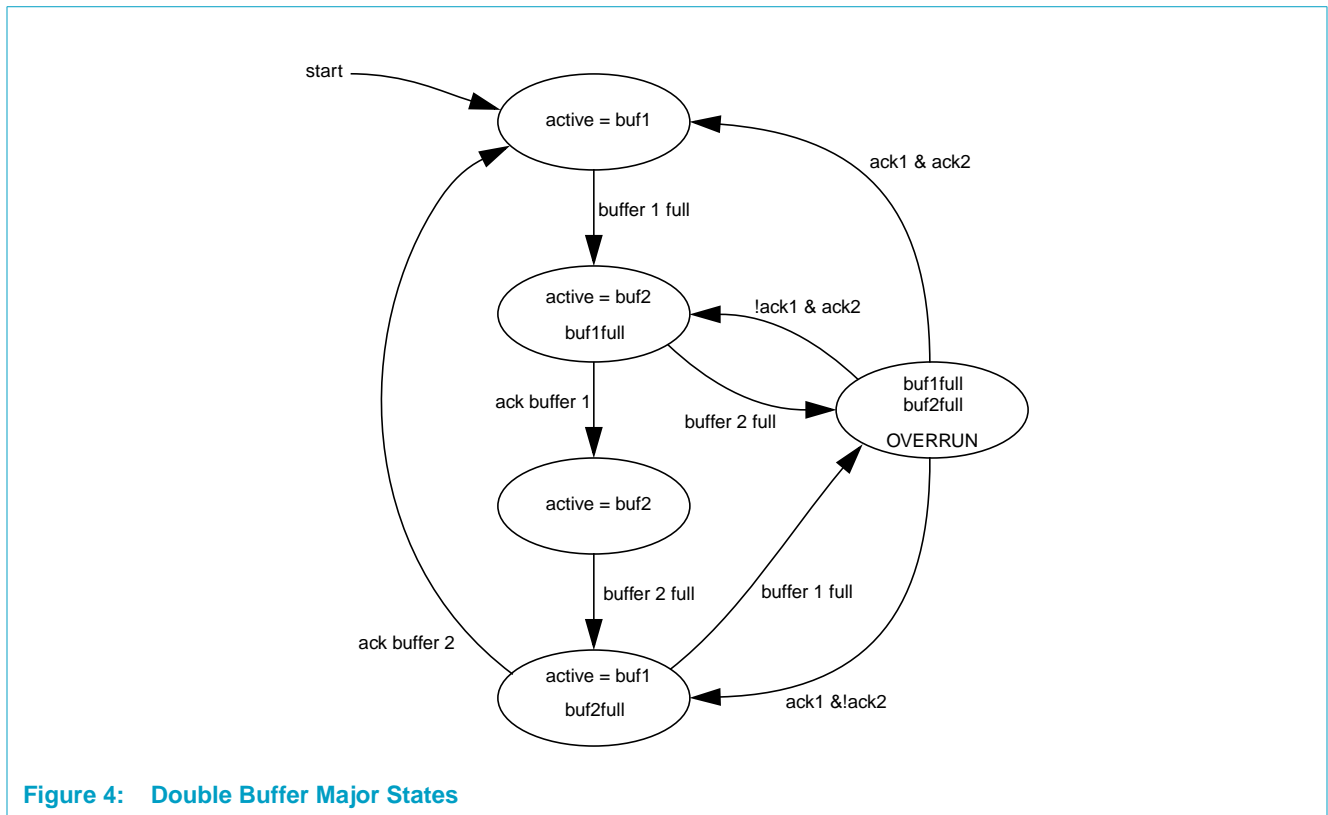 start
active = buf1
ack1 & ack2
buffer 1 full
active = buf2
buf1full
!ack1 & ack2
buf1full
buf2full
OVERRUN
ack buffer 1
buffer 2 full
active = buf2
buffer 2 full
buffer 1 full
ack buffer 2
active = buf1
buf2full
ack1 &!ack2
Figure 4: Double Buffer Major States